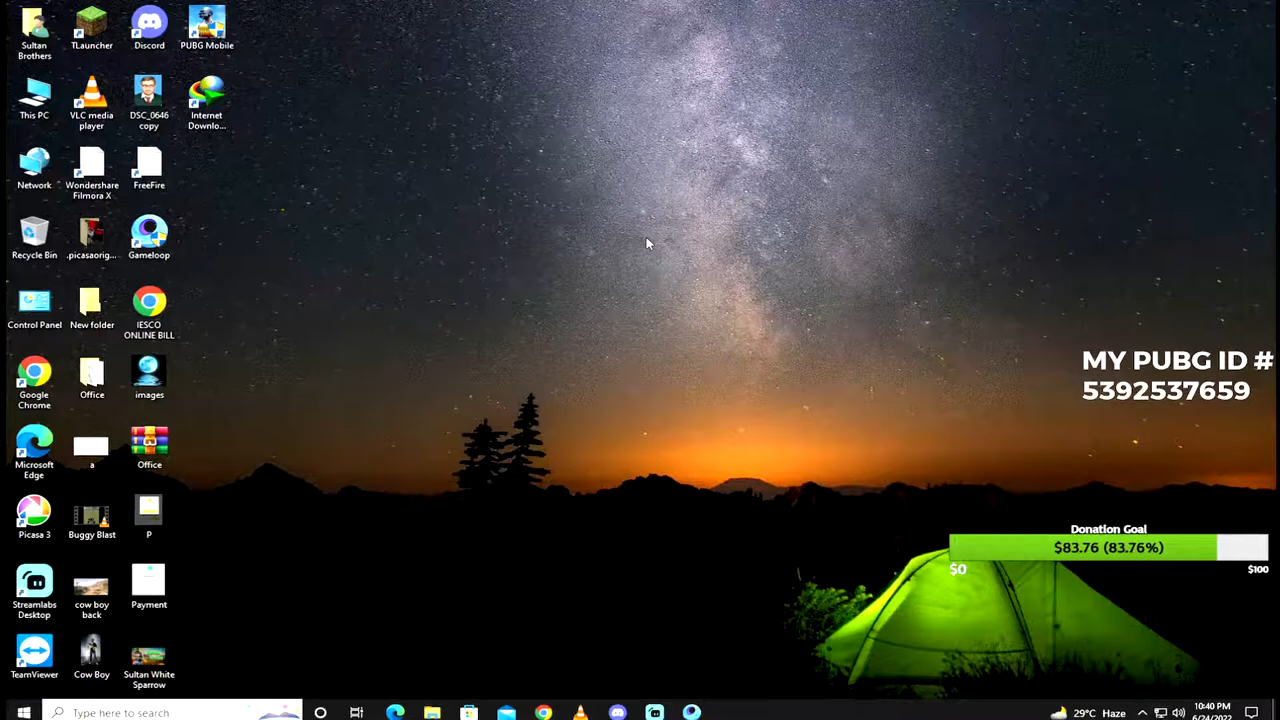 Sultan
Brothers
TLauncher
Discord
PUBG Mobile
This PC
VLC media
player
DSC_0646
copy
Internet
Downlo...
Network
Wondershare
Filmora X
FreeFire
Recycle Bin
.picasaorig...
Gameloop
Control Panel
New folder
IESCO
ONLINE BILL
Google
Chrome
Office
images
MY PUBG ID #
5392537659
Microsoft
Edge
a
Office
Picasa 3
Buggy Blast
P
Donation Goal
$83.76 (83.76%)
$0
$100
Streamlabs
Desktop
cow boy
back
Payment
TeamViewer
Cow Boy
Sultan White
Sparrow
Type here to search
29°C Haze
10:40 PM
6/24/2022